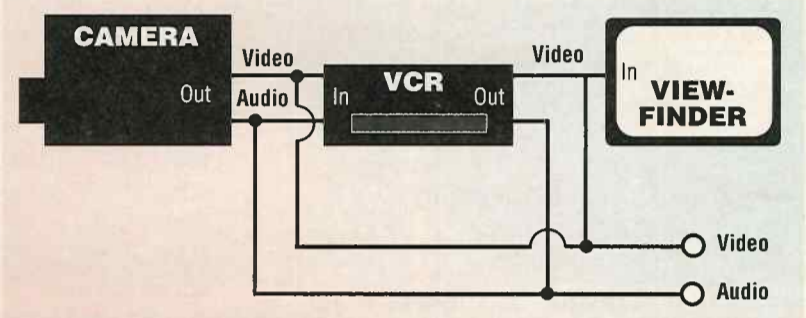 CAMERA
Out
Video
Audio
In
VCR
Out
Video
In
VIEW-
FINDER
Video
Audio